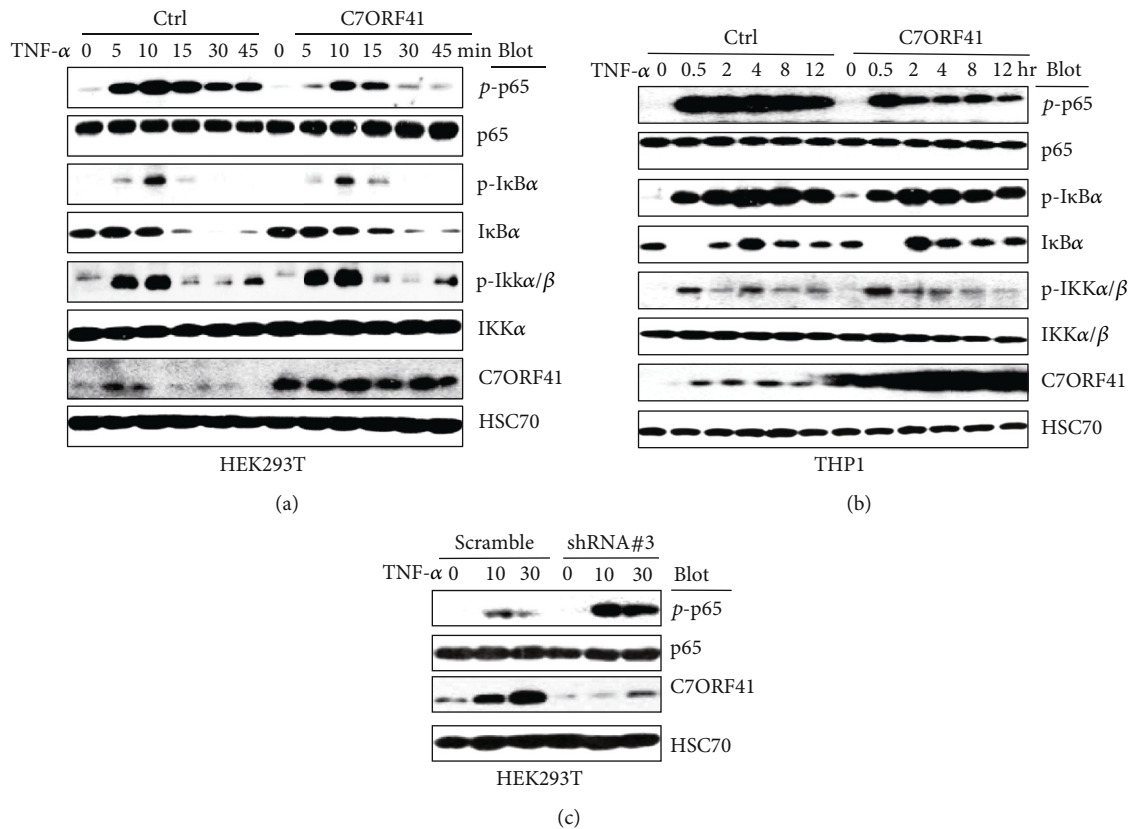 Ctrl C7ORF41
TNF-α 0 5 10 15 30 45 0 5 10 15 30 45 min Blot
p-p65
p65
p-IκBα
IκBα
p-Ikkα/β
IKKα
C7ORF41
HSC70
HEK293T
(a)
Ctrl C7ORF41
TNF-α 0 0.5 2 4 8 12 0 0.5 2 4 8 12 hr Blot
p-p65
p65
p-IκBα
IκBα
p-IKKα/β
IKKα/β
C7ORF41
HSC70
THP1
(b)
Scramble shRNA#3
TNF-α 0 10 30 0 10 30 Blot
p-p65
p65
C7ORF41
HSC70
HEK293T
(c)